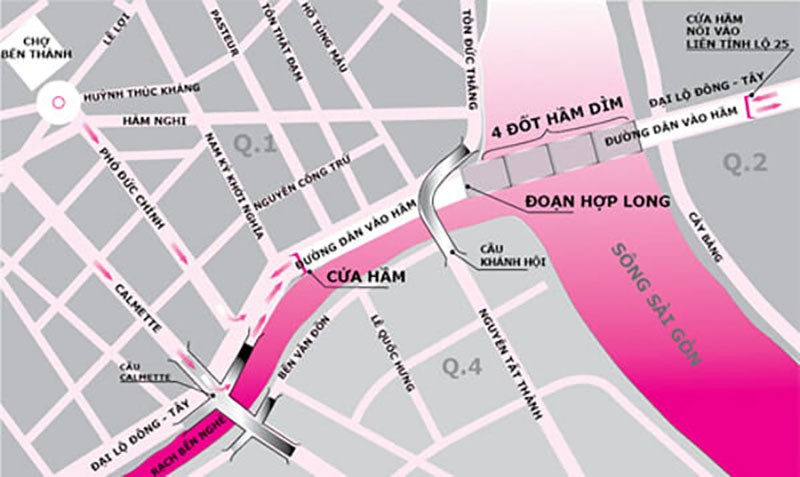 CHỢ
BẾN THÀNH
LÊ LỢI
PASTEUR
TÔN THẤT ĐẠM
HỒ TÙNG MẬU
TÔN ĐỨC THẮNG
CỬA HẦM
NỐI VÀO
LIÊN TỈNH LỘ 25
HUỲNH THÚC KHÁNG
HÀM NGHI
ĐẠI LỘ ĐÔNG - TÂY
4 ĐỐT HẦM DÌM
ĐƯỜNG DẪN VÀO HẦM
Q.1
Q.2
NAM KỲ KHỞI NGHĨA
NGUYỄN CÔNG TRỨ
PHÓ ĐỨC CHÍNH
ĐOẠN HỢP LONG
ĐƯỜNG DẪN VÀO HẦM
CÂY BÀNG
CẦU
KHÁNH HỘI
CỬA HẦM
SÔNG SÀI GÒN
CALMETTE
BẾN VÂN ĐỒN
LÊ QUỐC HƯNG
NGUYỄN TẤT THÀNH
Q.4
CẦU
CALMETTE
ĐẠI LỘ ĐÔNG - TÂY
RẠCH BẾN NGHÉ